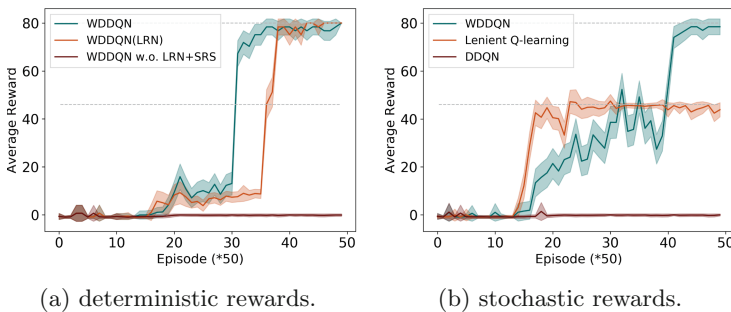 80
60
40
20
0
Average Reward
WDDQN
WDDQN(LRN)
WDDQN w.o. LRN+SRS
0 10 20 30 40 50
Episode (*50)
(a) deterministic rewards.
80
60
40
20
0
Average Reward
WDDQN
Lenient Q-learning
DDQN
0 10 20 30 40 50
Episode (*50)
(b) stochastic rewards.